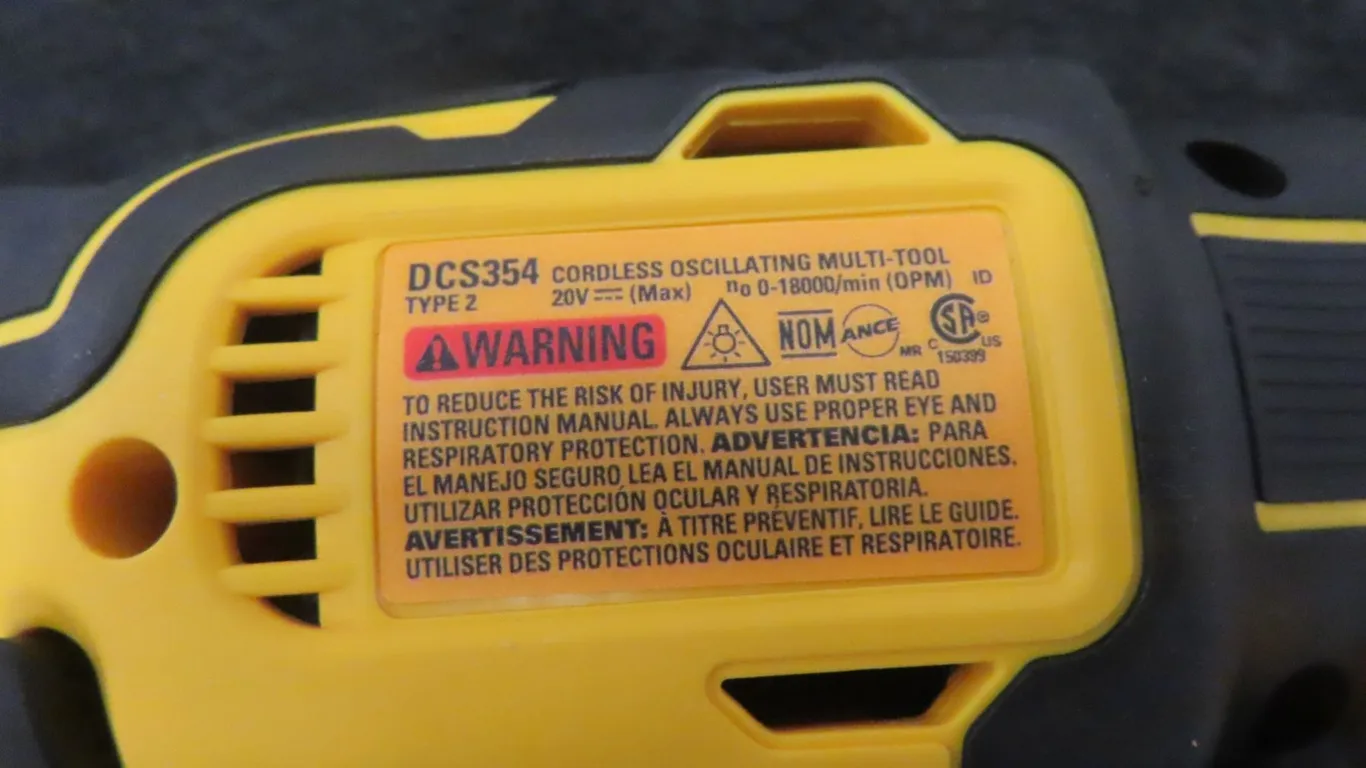 DCS354 CORDLESS OSCILLATING MULTI-TOOL
TYPE 2 20V ⎓ (Max) n0 0-18000/min (OPM) ID
WARNING NOM ANCE MR C SA ® US
150399
TO REDUCE THE RISK OF INJURY, USER MUST READ
INSTRUCTION MANUAL. ALWAYS USE PROPER EYE AND
RESPIRATORY PROTECTION. ADVERTENCIA: PARA
EL MANEJO SEGURO LEA EL MANUAL DE INSTRUCCIONES.
UTILIZAR PROTECCIÓN OCULAR Y RESPIRATORIA.
AVERTISSEMENT: À TITRE PRÉVENTIF, LIRE LE GUIDE.
UTILISER DES PROTECTIONS OCULAIRE ET RESPIRATOIRE.